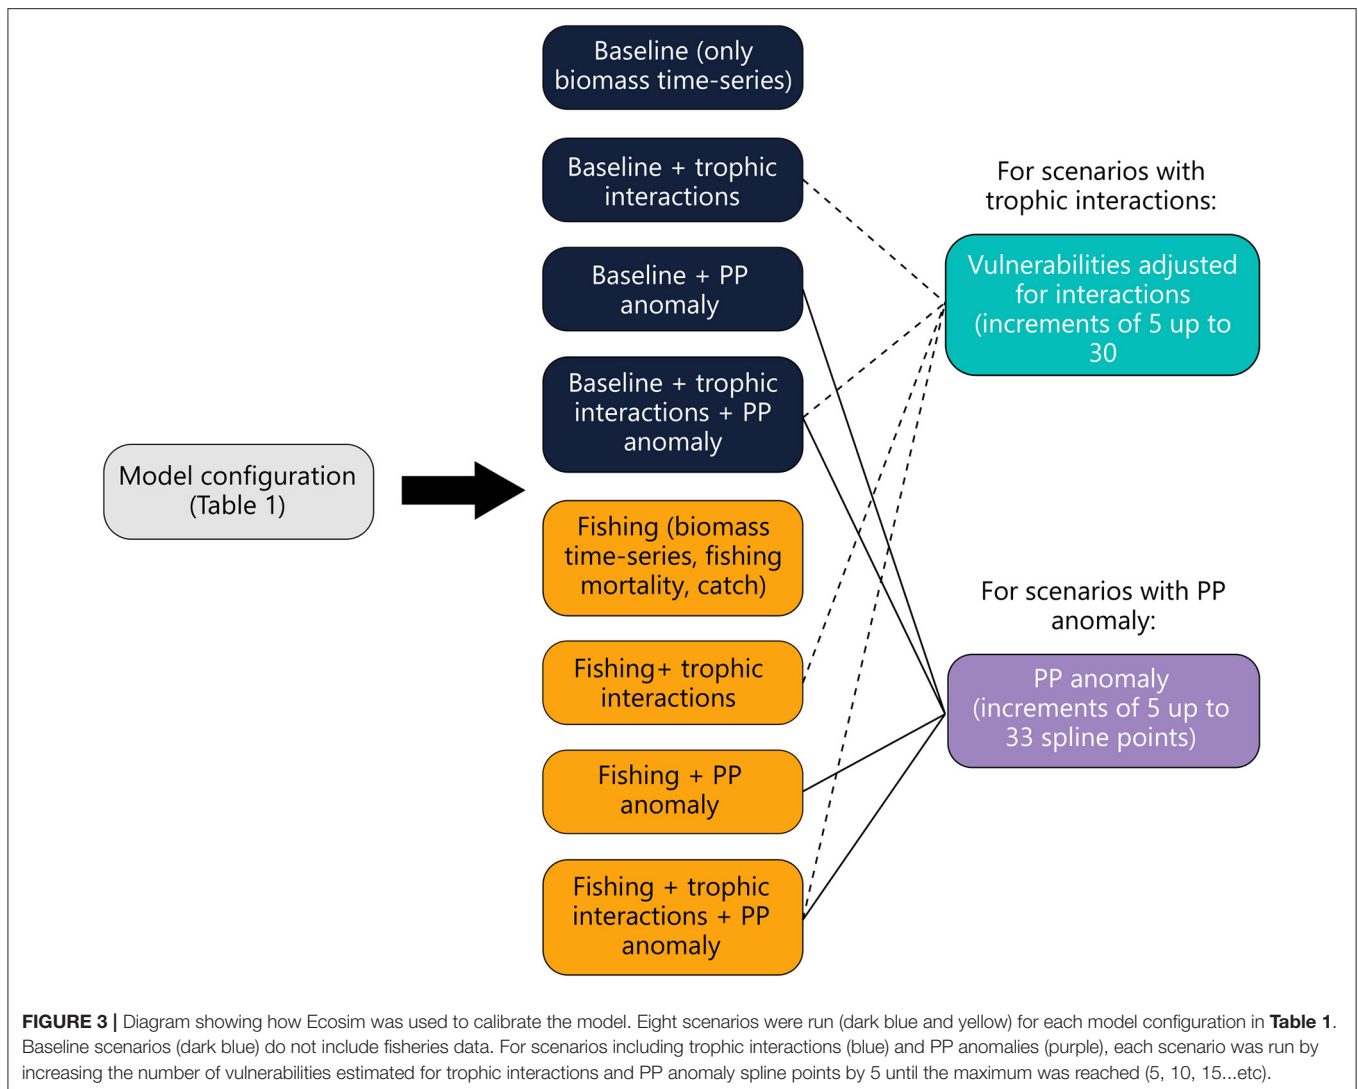 Baseline (only
biomass time-series)
Baseline + trophic
interactions
Baseline + PP
anomaly
Baseline + trophic
interactions + PP
anomaly
Model configuration
(Table 1)
Fishing (biomass
time-series, fishing
mortality, catch)
Fishing+ trophic
interactions
Fishing + PP
anomaly
Fishing + trophic
interactions + PP
anomaly
For scenarios with
trophic interactions:
Vulnerabilities adjusted
for interactions
(increments of 5 up to
30
For scenarios with PP
anomaly:
PP anomaly
(increments of 5 up to
33 spline points)
FIGURE 3 | Diagram showing how Ecosim was used to calibrate the model. Eight scenarios were run (dark blue and yellow) for each model configuration in Table 1.
Baseline scenarios (dark blue) do not include fisheries data. For scenarios including trophic interactions (blue) and PP anomalies (purple), each scenario was run by
increasing the number of vulnerabilities estimated for trophic interactions and PP anomaly spline points by 5 until the maximum was reached (5, 10, 15...etc).